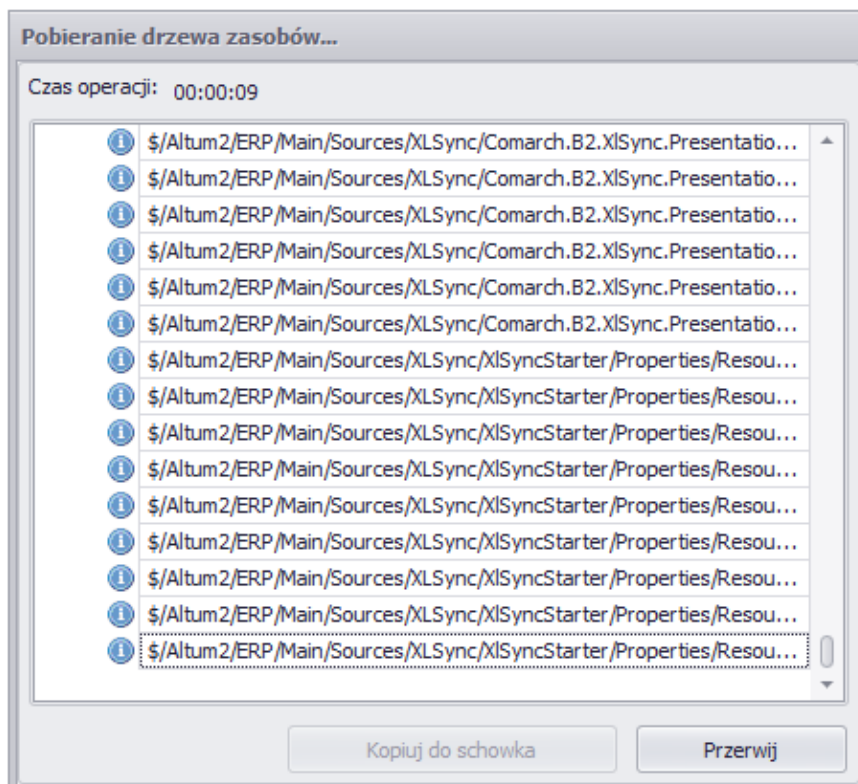 Pobieranie drzewa zasobów...
Czas operacji: 00:00:09
$/Altum2/ERP/Main/Sources/XLSync/Comarch.B2.XlSync.Presentatio...
$/Altum2/ERP/Main/Sources/XLSync/Comarch.B2.XlSync.Presentatio...
$/Altum2/ERP/Main/Sources/XLSync/Comarch.B2.XlSync.Presentatio...
$/Altum2/ERP/Main/Sources/XLSync/Comarch.B2.XlSync.Presentatio...
$/Altum2/ERP/Main/Sources/XLSync/Comarch.B2.XlSync.Presentatio...
$/Altum2/ERP/Main/Sources/XLSync/Comarch.B2.XlSync.Presentatio...
$/Altum2/ERP/Main/Sources/XLSync/XlSyncStarter/Properties/Resou...
$/Altum2/ERP/Main/Sources/XLSync/XlSyncStarter/Properties/Resou...
$/Altum2/ERP/Main/Sources/XLSync/XlSyncStarter/Properties/Resou...
$/Altum2/ERP/Main/Sources/XLSync/XlSyncStarter/Properties/Resou...
$/Altum2/ERP/Main/Sources/XLSync/XlSyncStarter/Properties/Resou...
$/Altum2/ERP/Main/Sources/XLSync/XlSyncStarter/Properties/Resou...
$/Altum2/ERP/Main/Sources/XLSync/XlSyncStarter/Properties/Resou...
$/Altum2/ERP/Main/Sources/XLSync/XlSyncStarter/Properties/Resou...
$/Altum2/ERP/Main/Sources/XLSync/XlSyncStarter/Properties/Resou...
Kopiuj do schowka Przerwij